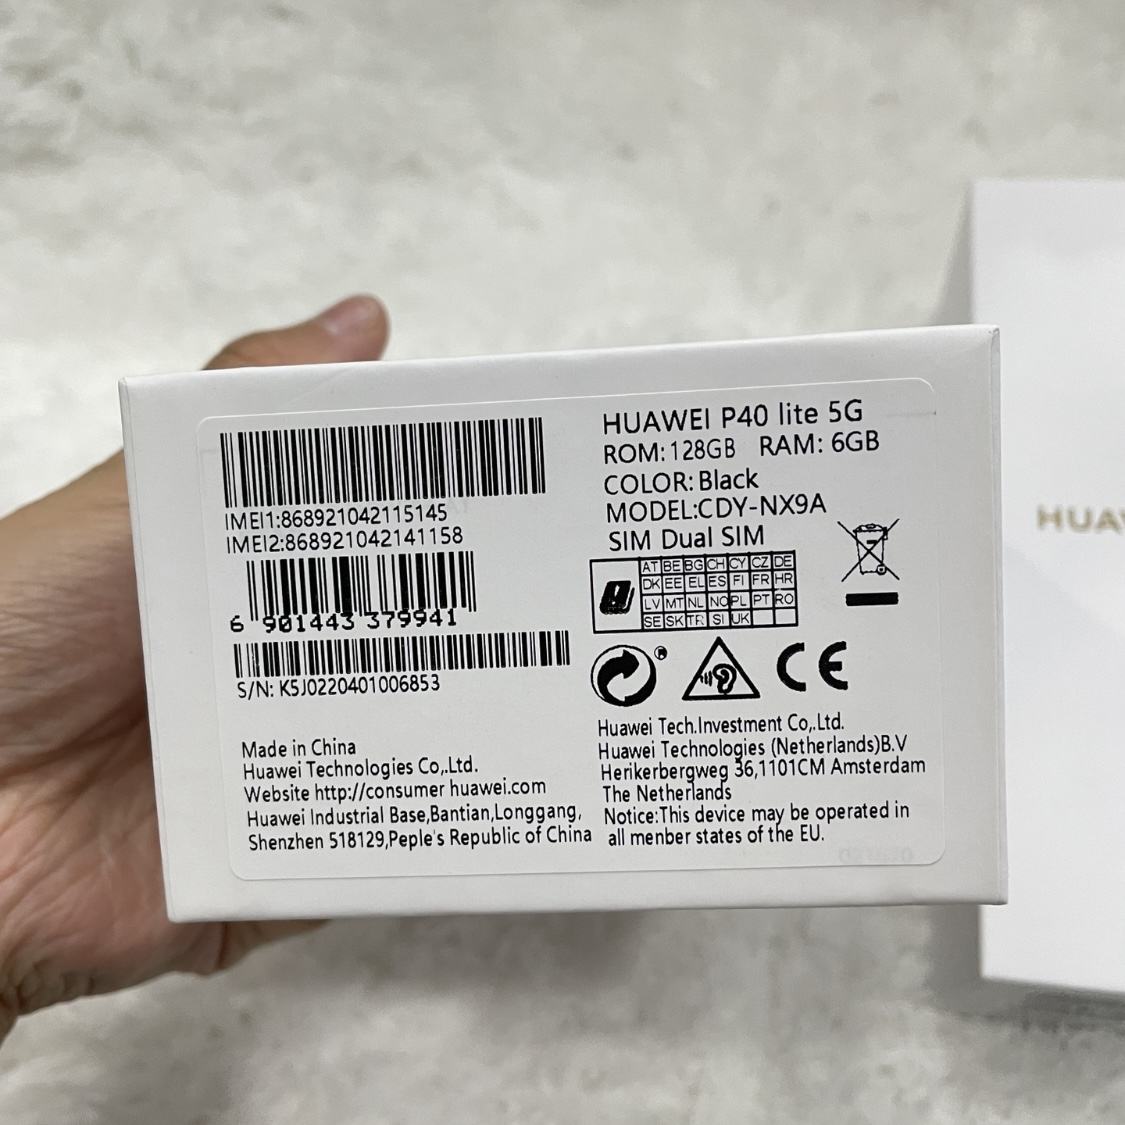 IMEI1:868921042115145
IMEI2:868921042141158
6 901443 379941
S/N: K5J0220401006853
Made in China
Huawei Technologies Co,.Ltd.
Website http://consumer huawei.com
Huawei Industrial Base,Bantian,Longgang,
Shenzhen 518129,Peple's Republic of China
HUAWEI P40 lite 5G
ROM:128GB RAM: 6GB
COLOR: Black
MODEL:CDY-NX9A
SIM Dual SIM
AT BE BG CH CY CZ DE
DK EE EL ES FI FR HR
LV MT NL NO PL PT RO
SE SK TR SI UK
CE
Huawei Tech.Investment Co,.Ltd.
Huawei Technologies (Netherlands)B.V
Herikerbergweg 36,1101CM Amsterdam
The Netherlands
Notice:This device may be operated in
all menber states of the EU.